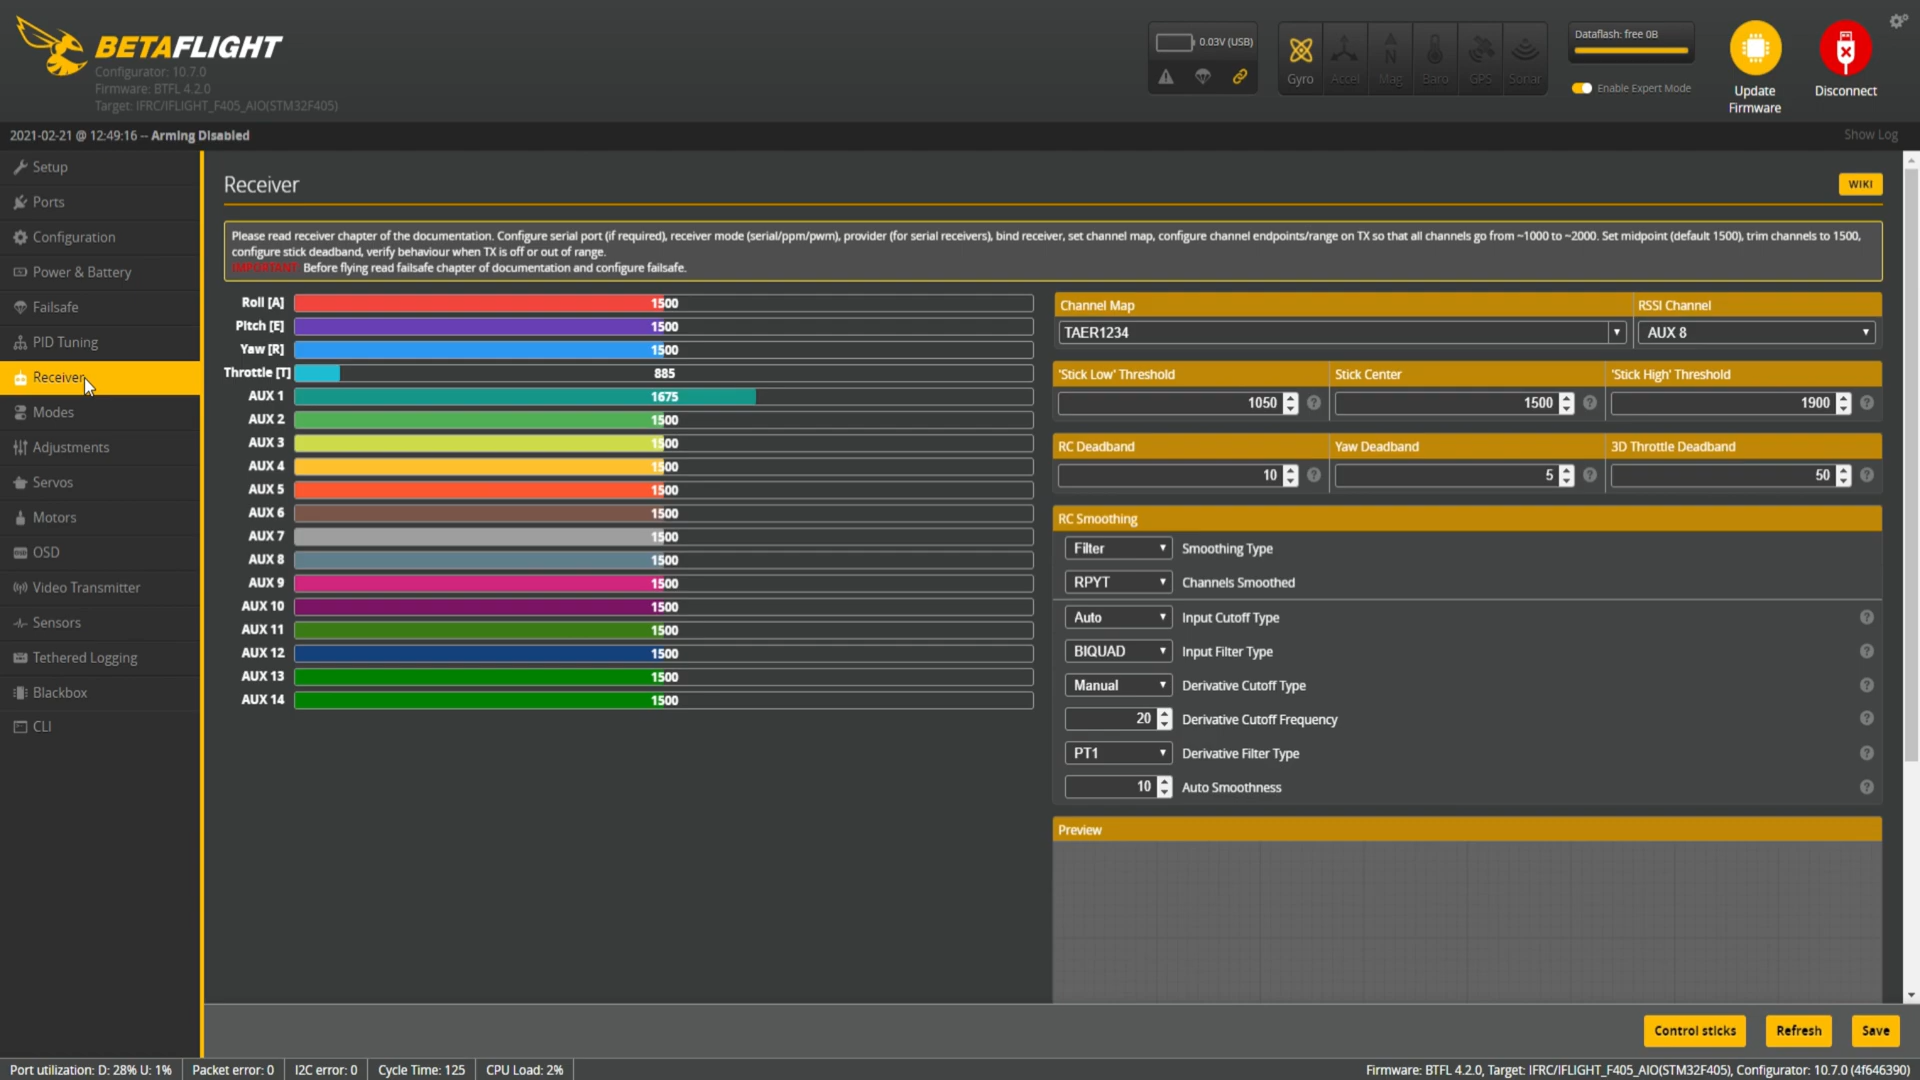 BETAFLIGHT
Configurator: 10.7.0
Firmware: BTFL 4.2.0
Target: IFRC/IFLIGHT_F405_AIO(STM32F405)
0.03V (USB)
Gyro
Accel
Mag
Baro
GPS
Sonar
Dataflash: free 0B
Enable Expert Mode
Update
Firmware
Disconnect
2021-02-21 @ 12:49:16 -- Arming Disabled
Show Log
Setup
Ports
Configuration
Power & Battery
Failsafe
PID Tuning
Receiver
Modes
Adjustments
Servos
Motors
OSD
Video Transmitter
Sensors
Tethered Logging
Blackbox
CLI
Receiver
WIKI
Please read receiver chapter of the documentation. Configure serial port (if required), receiver mode (serial/ppm/pwm), provider (for serial receivers), bind receiver, set channel map, configure channel endpoints/range on TX so that all channels go from ~1000 to ~2000. Set midpoint (default 1500), trim channels to 1500,
configure stick deadband, verify behaviour when TX is off or out of range.
IMPORTANT: Before flying read failsafe chapter of documentation and configure failsafe.
Roll [A] 1500
Pitch [E] 1500
Yaw [R] 1500
Throttle [T] 885
AUX 1 1675
AUX 2 1500
AUX 3 1500
AUX 4 1500
AUX 5 1500
AUX 6 1500
AUX 7 1500
AUX 8 1500
AUX 9 1500
AUX 10 1500
AUX 11 1500
AUX 12 1500
AUX 13 1500
AUX 14 1500
Channel Map RSSI Channel
TAER1234 AUX 8
'Stick Low' Threshold Stick Center 'Stick High' Threshold
1050 1500 1900
RC Deadband Yaw Deadband 3D Throttle Deadband
10 5 50
RC Smoothing
Filter Smoothing Type
RPYT Channels Smoothed
Auto Input Cutoff Type
BIQUAD Input Filter Type
Manual Derivative Cutoff Type
20 Derivative Cutoff Frequency
PT1 Derivative Filter Type
10 Auto Smoothness
Preview
Control sticks Refresh Save
Port utilization: D: 28% U: 1% Packet error: 0 I2C error: 0 Cycle Time: 125 CPU Load: 2% Firmware: BTFL 4.2.0, Target: IFRC/IFLIGHT_F405_AIO(STM32F405), Configurator: 10.7.0 (4f646390)